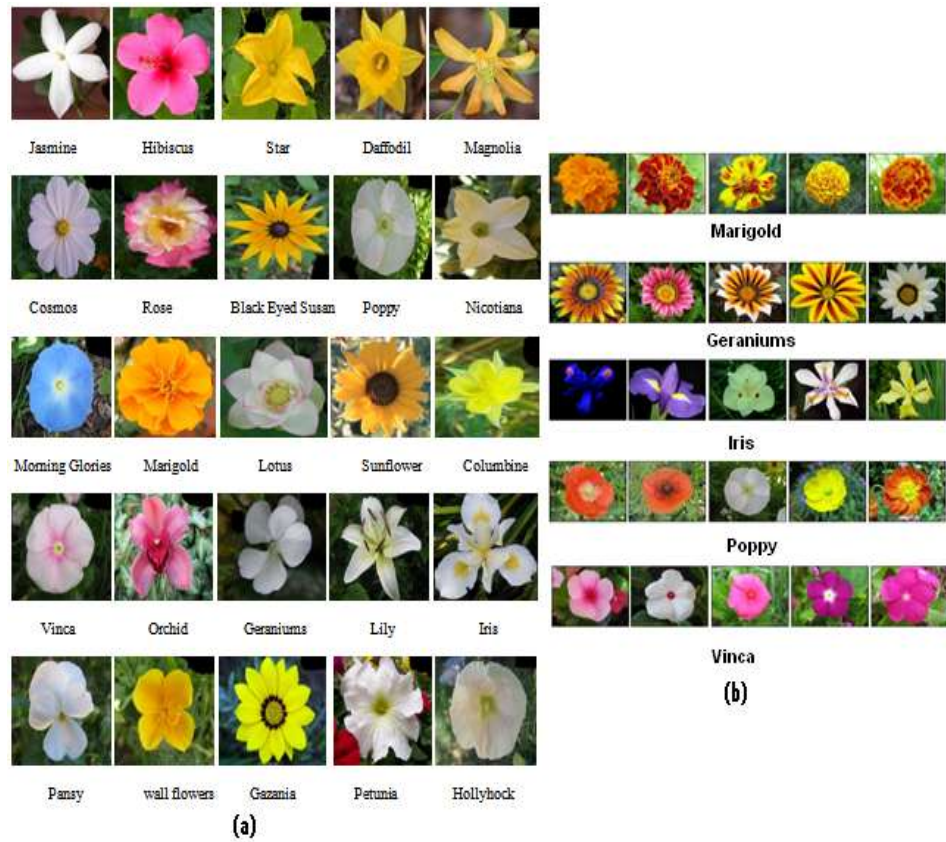 Jasmine Hibiscus Star Daffodil Magnolia
Cosmos Rose Black Eyed Susan Poppy Nicotiana
Morning Glories Marigold Lotus Sunflower Columbine
Vinca Orchid Geraniums Lily Iris
Pansy wall flowers Gazania Petunia Hollyhock
(a)
Marigold
Geraniums
Iris
Poppy
Vinca
(b)